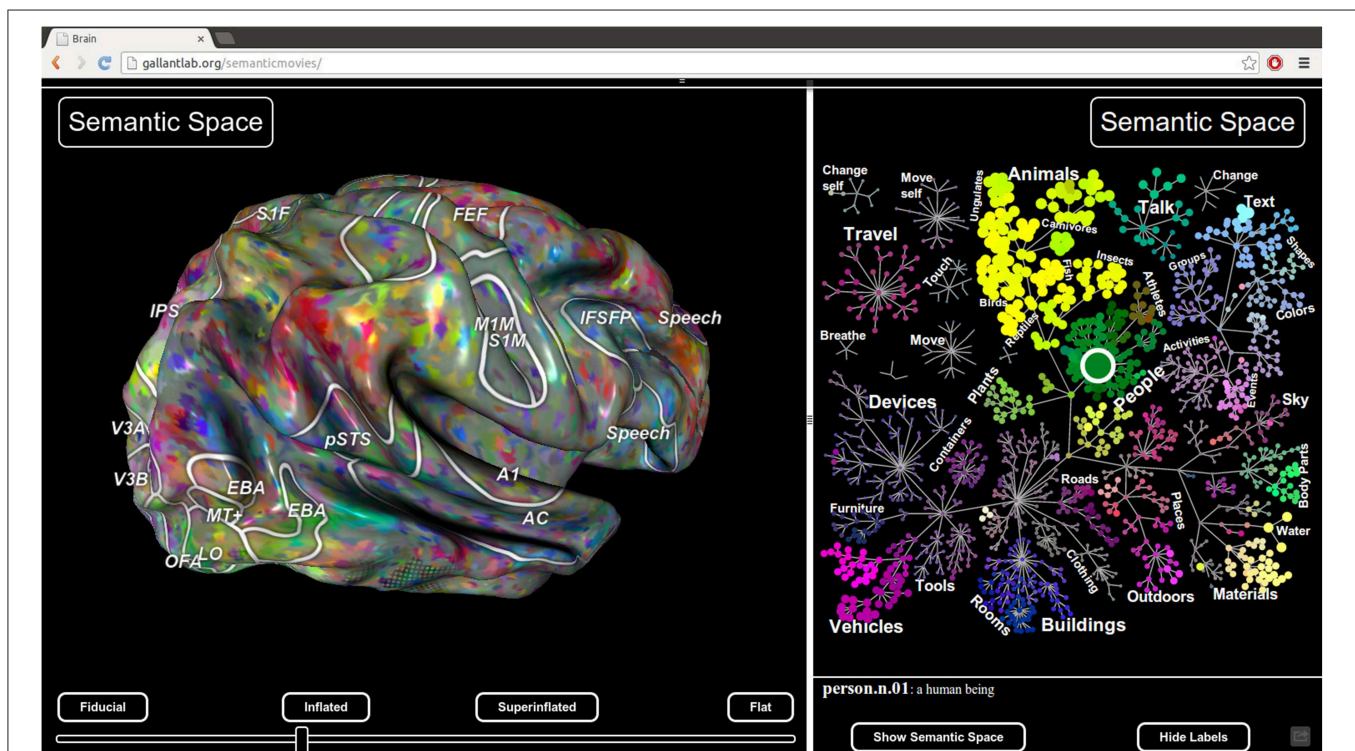 Brain
gallantlab.org/semanticmovies/
Semantic Space
S1F
FEF
IPS
M1M
S1M
IFSFP
Speech
V3A
pSTS
Speech
V3B
EBA
A1
MT+
EBA
AC
OFA
LO
Fiducial
Inflated
Superinflated
Flat
Semantic Space
Change
self
Move
self
Ungulates
Animals
Change
Talk
Text
Carnivores
Travel
Touch
Fish
Insects
Groups
Shapes
Athletes
Birds
Reptiles
Colors
Breathe
Move
Activities
Plants
People
Events
Sky
Devices
Containers
Roads
Body Parts
Furniture
Places
Water
Clothing
Tools
Rooms
Outdoors
Materials
Vehicles
Buildings
person.n.01: a human being
Show Semantic Space
Hide Labels